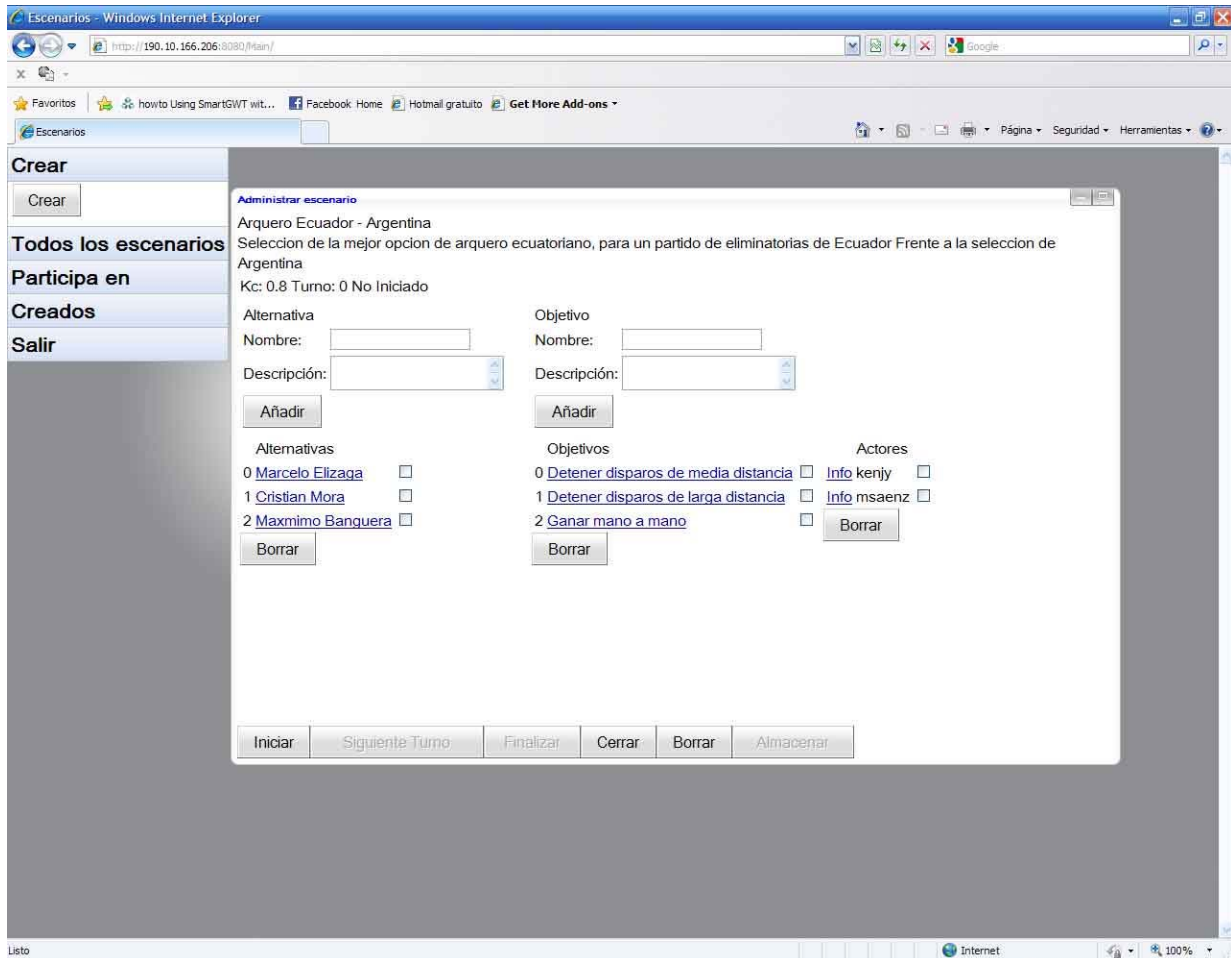 Escenarios - Windows Internet Explorer
http://190.10.166.206:8080/Main/
Google
x
Favoritos howto Using SmartGWT wit... Facebook Home Hotmail gratuito Get More Add-ons
Escenarios
Página Seguridad Herramientas
Crear
Crear
Todos los escenarios
Participa en
Creados
Salir
Administrar escenario
Arquero Ecuador - Argentina
Seleccion de la mejor opcion de arquero ecuatoriano, para un partido de eliminatorias de Ecuador Frente a la seleccion de
Argentina
Kc: 0.8 Turno: 0 No Iniciado
Alternativa Objetivo
Nombre: Nombre:
Descripción: Descripción:
Añadir Añadir
Alternativas Objetivos Actores
0 Marcelo Elizaga 0 Detener disparos de media distancia Info kenjy
1 Cristian Mora 1 Detener disparos de larga distancia Info msaenz
2 Maxmimo Banguera 2 Ganar mano a mano Borrar
Borrar Borrar
Iniciar Siguiente Turno Finalizar Cerrar Borrar Almacenar
Listo Internet 100%